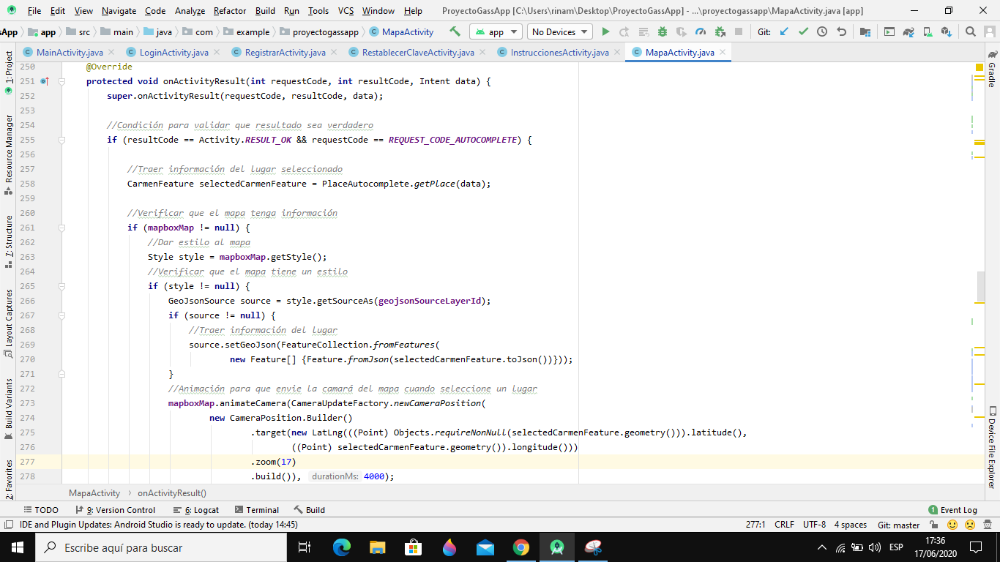 File Edit View Navigate Code Analyze Refactor Build Run Tools VCS Window Help ProyectoGassApp [C:\Users\rinam\Desktop\ProyectoGassApp] - ...\proyectogassapp\MapaActivity.java [app]
sApp app src main java com example proyectogassapp MapaActivity app No Devices Git:
MainActivity.java LoginActivity.java RegistrarActivity.java RestablecerClaveActivity.java InstruccionesActivity.java MapaActivity.java
1: Project
Resource Manager
7: Structure
Layout Captures
Build Variants
2: Favorites
250 @Override
251 protected void onActivityResult(int requestCode, int resultCode, Intent data) {
252 super.onActivityResult(requestCode, resultCode, data);
253
254 //Condición para validar que resultado sea verdadero
255 if (resultCode == Activity.RESULT_OK && requestCode == REQUEST_CODE_AUTOCOMPLETE) {
256
257 //Traer información del lugar seleccionado
258 CarmenFeature selectedCarmenFeature = PlaceAutocomplete.getPlace(data);
259
260 //Verificar que el mapa tenga información
261 if (mapboxMap != null) {
262 //Dar estilo al mapa
263 Style style = mapboxMap.getStyle();
264 //Verificar que el mapa tiene un estilo
265 if (style != null) {
266 GeoJsonSource source = style.getSourceAs(geojsonSourceLayerId);
267 if (source != null) {
268 //Traer información del lugar
269 source.setGeoJson(FeatureCollection.fromFeatures(
270 new Feature[] {Feature.fromJson(selectedCarmenFeature.toJson())}));
271 }
272 //Animación para que envie la camará del mapa cuando seleccione un lugar
273 mapboxMap.animateCamera(CameraUpdateFactory.newCameraPosition(
274 new CameraPosition.Builder()
275 .target(new LatLng(((Point) Objects.requireNonNull(selectedCarmenFeature.geometry())).latitude(),
276 ((Point) selectedCarmenFeature.geometry()).longitude()))
277 .zoom(17)
278 .build()), durationMs: 4000);
Gradle
Device File Explorer
MapaActivity onActivityResult()
TODO 9: Version Control 6: Logcat Terminal Build 1 Event Log
IDE and Plugin Updates: Android Studio is ready to update. (today 14:45) 277:1 CRLF UTF-8 4 spaces Git: master
Escribe aquí para buscar ESP 17:36
17/06/2020